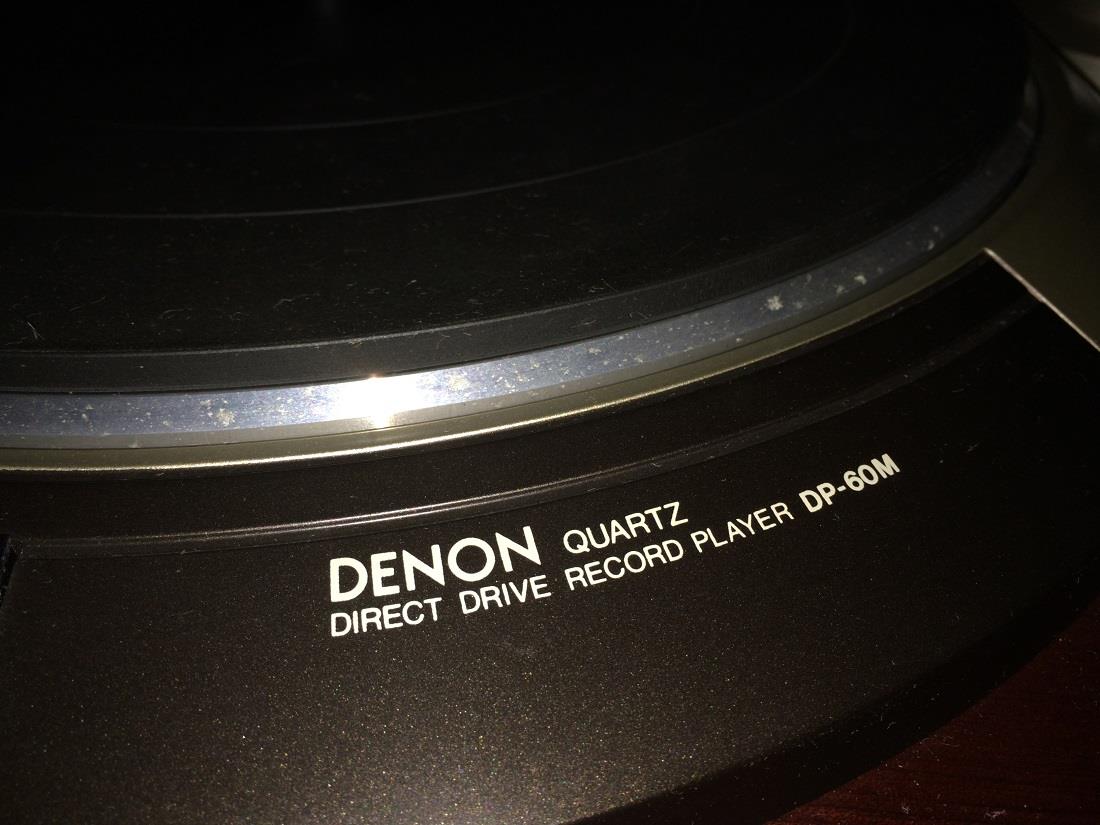 DENON QUARTZ
DIRECT DRIVE RECORD PLAYER DP-60M